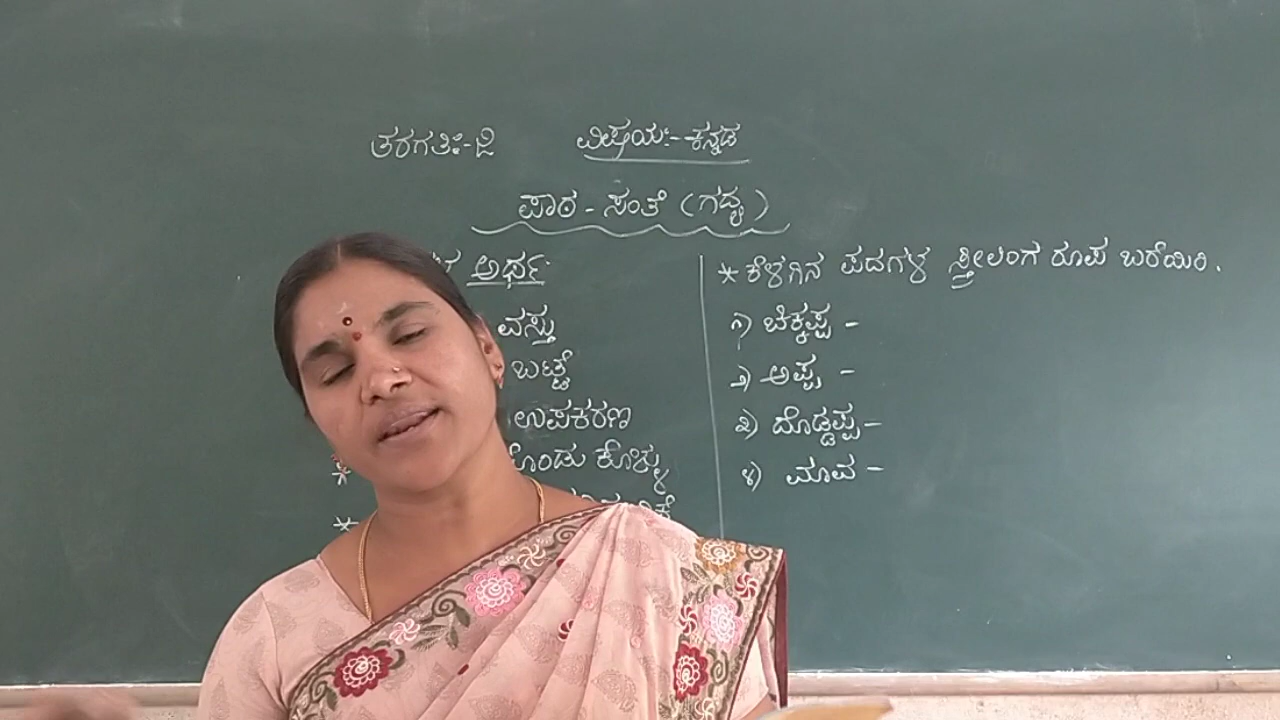 ತರಗತಿ:-೭ ವಿಷಯ:-ಕನ್ನಡ
ಪಾಠ - ಸಂತೆ (ಗದ್ಯ)
ಅರ್ಥ
ವಸ್ತು
ಬಟ್ಟೆ
ಉಪಕರಣ
ಕೊಳ್ಳು
*
* ಕೆಳಗಿನ ಪದಗಳ ಸ್ತ್ರೀಲಿಂಗ ರೂಪ ಬರೆಯಿರಿ.
೧) ಚಿಕ್ಕಪ್ಪ -
೨) ಅಪ್ಪ -
೩) ದೊಡ್ಡಪ್ಪ -
೪) ಮಾವ -